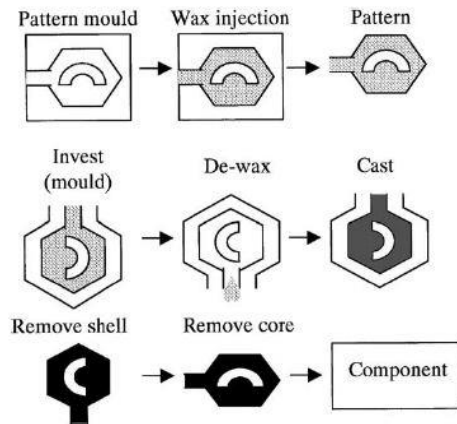 Pattern mould
Wax injection
Pattern
Invest
(mould)
De-wax
Cast
Remove shell
Remove core
Component